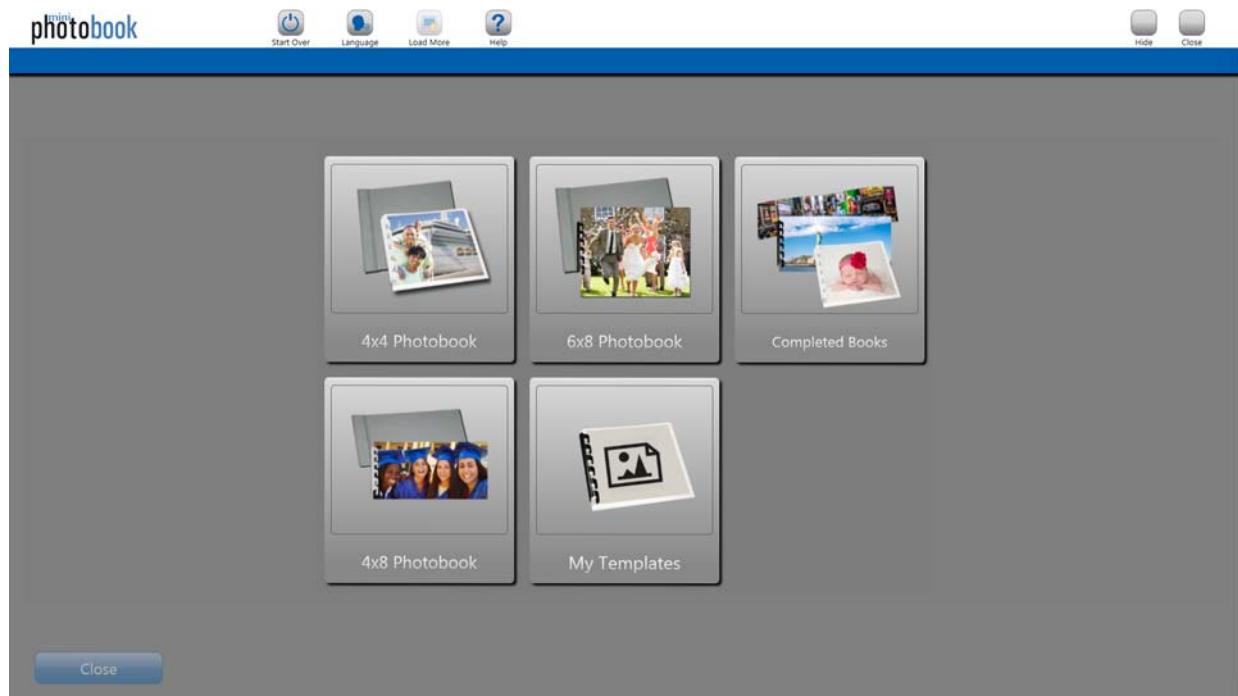 mini
photobook
Start Over
Language
Load More
Help
Hide
Close
4x4 Photobook
6x8 Photobook
Completed Books
4x8 Photobook
My Templates
Close